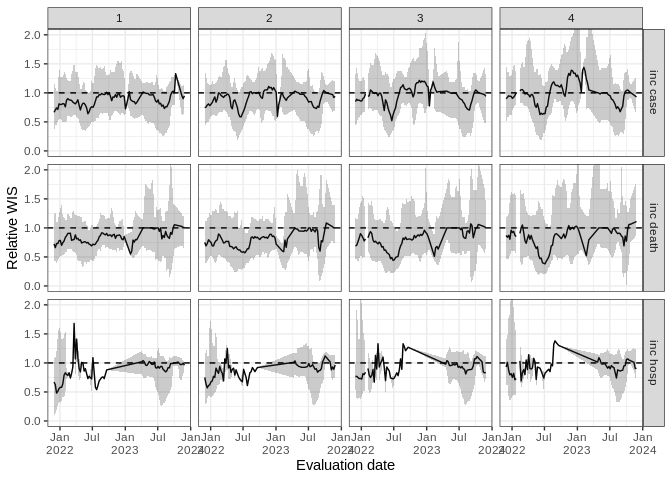 1 2 3 4
2.0
1.5
1.0
0.5
0.0
inc case
2.0
1.5
1.0
0.5
0.0
inc death
2.0
1.5
1.0
0.5
0.0
inc hosp
Relative WIS
Jan Jul Jan Jul Jan Jan Jul Jan Jul Jan Jan Jul Jan Jul Jan Jan Jul Jan Jul Jan
2022 2023 2024 2022 2023 2024 2022 2023 2024 2022 2023 2024
Evaluation date